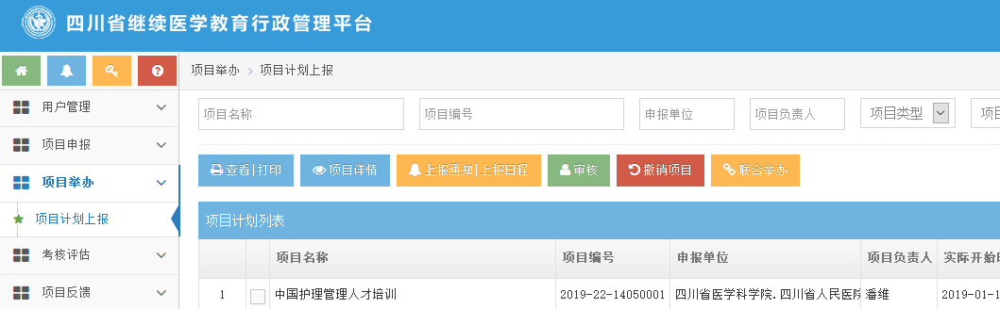 四川省继续医学教育行政管理平台
项目举办 > 项目计划上报
用户管理
项目申报
项目举办
项目计划上报
考核评估
项目反馈
项目名称 项目编号 申报单位 项目负责人 项目类型 项目
查看|打印 项目详情 上报通知|上报日程 审核 撤销项目 联合举办
项目计划列表
项目名称 项目编号 申报单位 项目负责人 实际开始
1 中国护理管理人才培训 2019-22-14050001 四川省医学科学院.四川省人民医院 潘维 2019-01-1